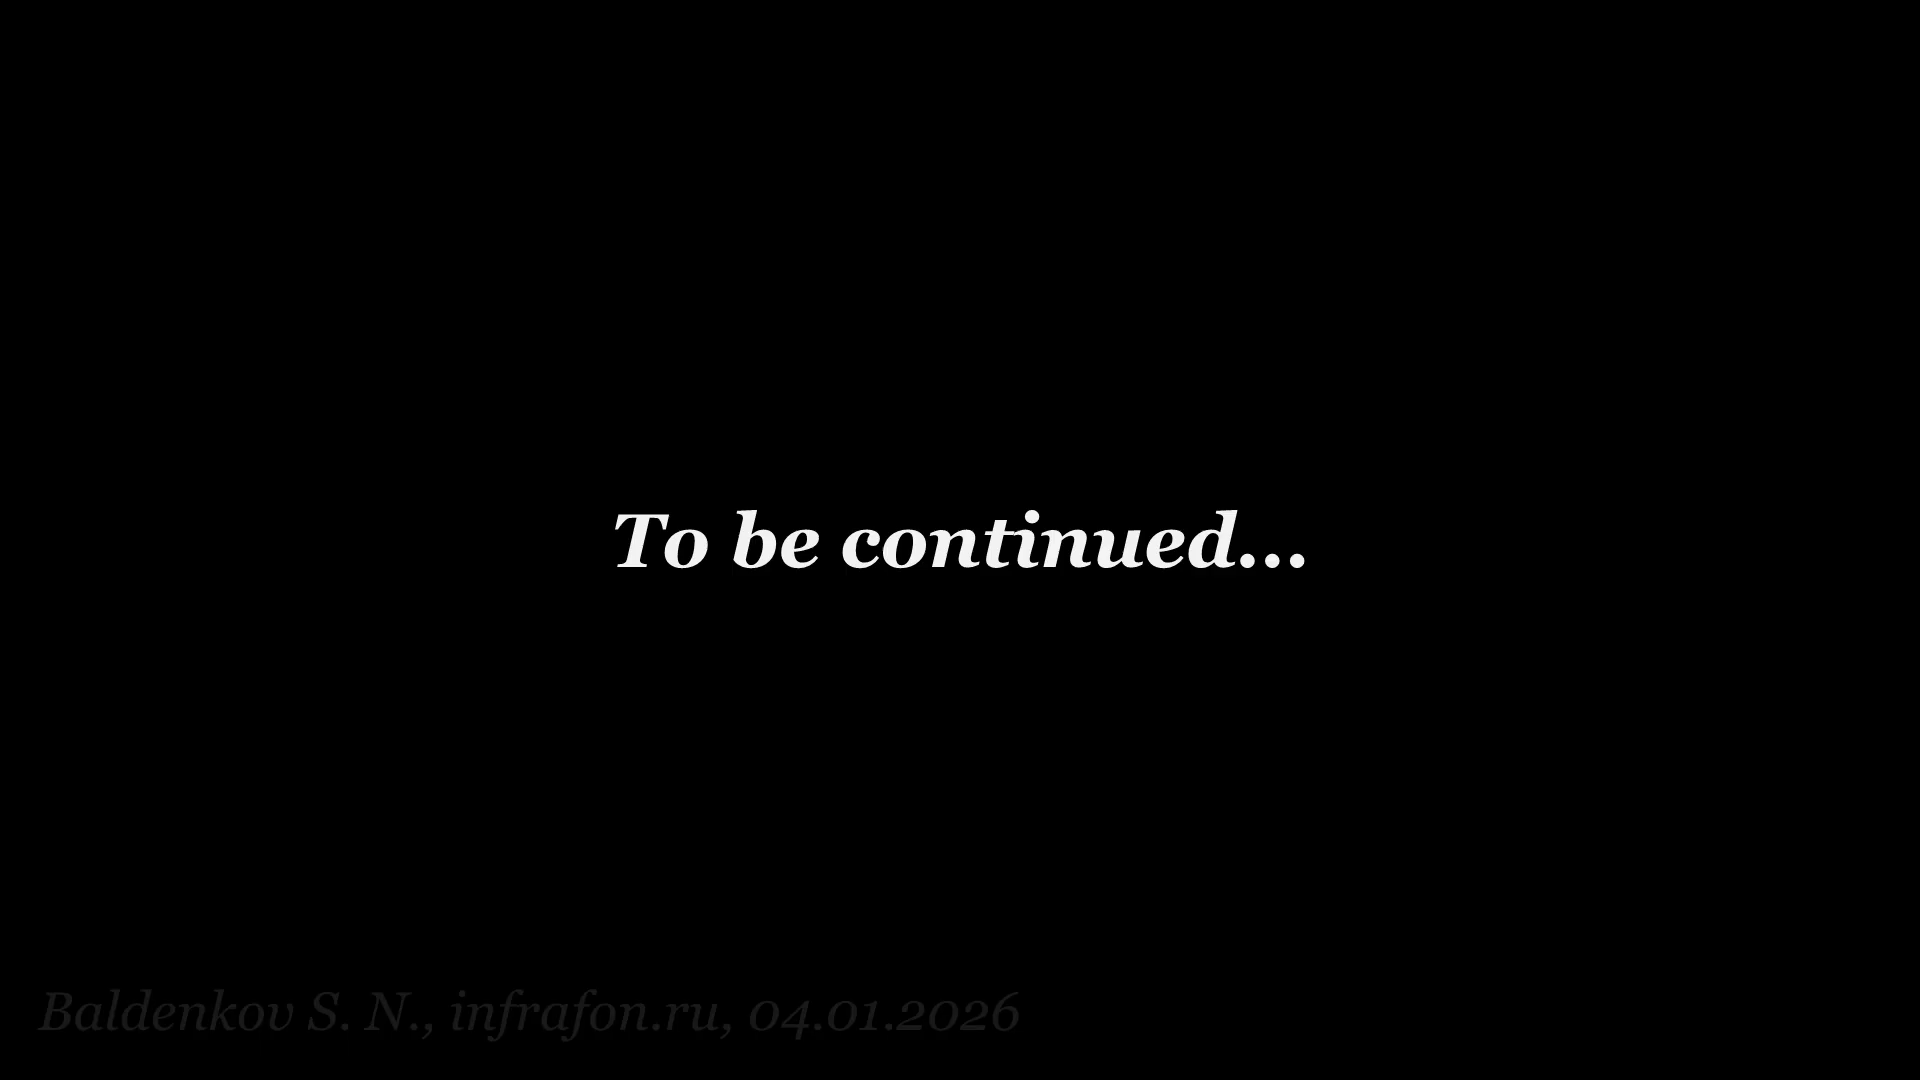 To be continued...
Baldenkov S. N., infrafon.ru, 04.01.2026